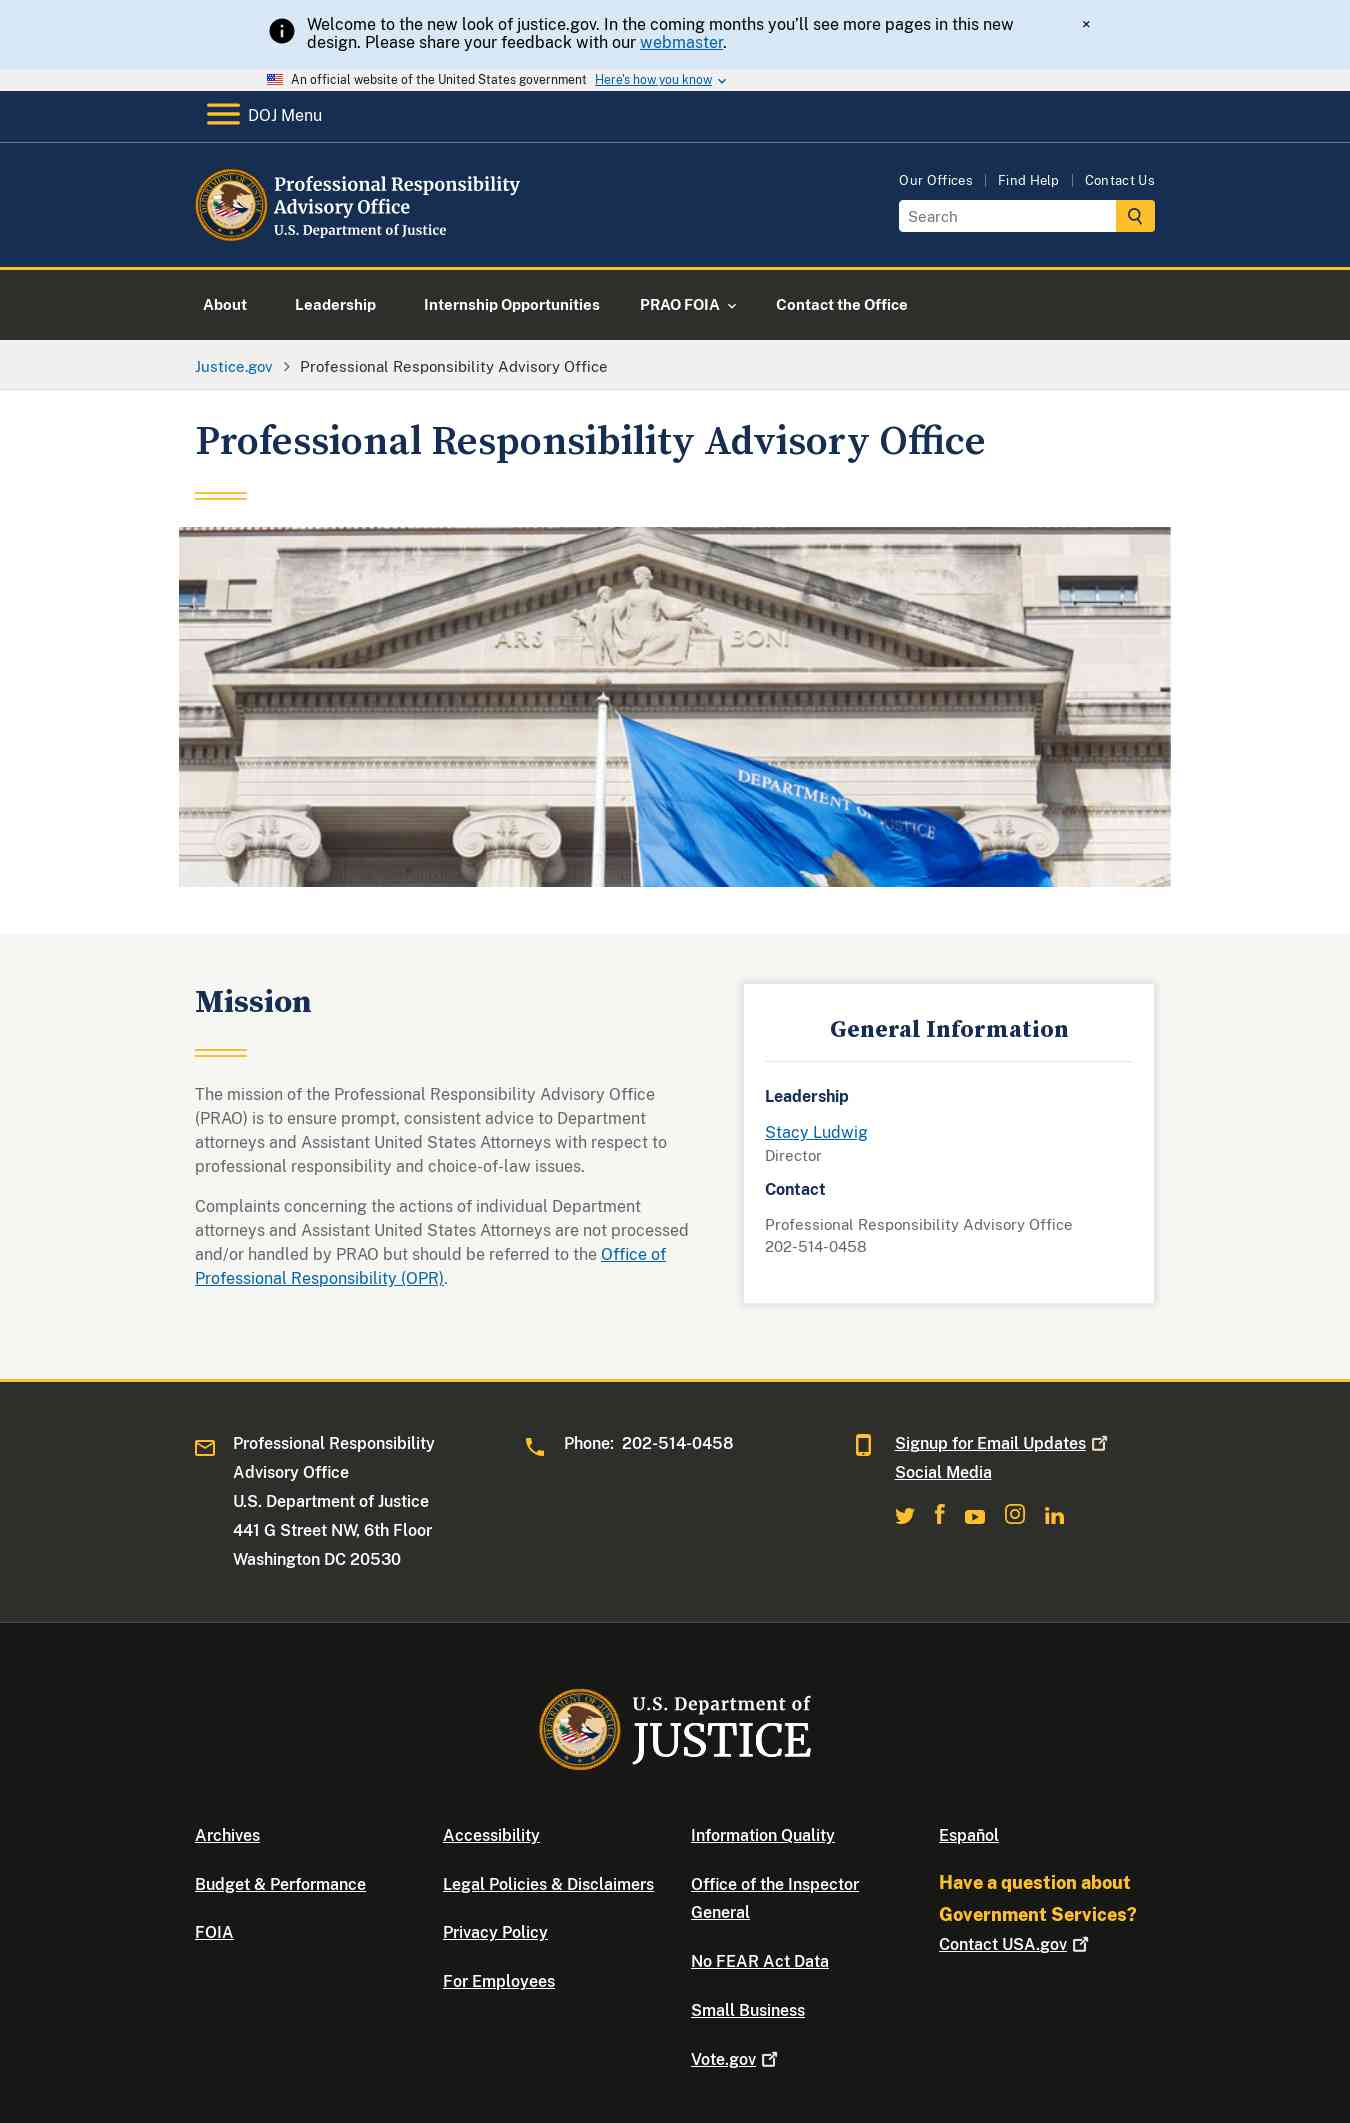 Welcome to the new look of justice.gov. In the coming months you'll see more pages in this new
design. Please share your feedback with our webmaster.
×
An official website of the United States government Here's how you know
DOJ Menu
Professional Responsibility
Advisory Office
U.S. Department of Justice
Our Offices
Find Help
Contact Us
Search
About
Leadership
Internship Opportunities
PRAO FOIA
Contact the Office
Justice.gov
Professional Responsibility Advisory Office
Professional Responsibility Advisory Office
ARS BONI
DEPARTMENT OF JUSTICE
Mission
The mission of the Professional Responsibility Advisory Office
(PRAO) is to ensure prompt, consistent advice to Department
attorneys and Assistant United States Attorneys with respect to
professional responsibility and choice-of-law issues.
Complaints concerning the actions of individual Department
attorneys and Assistant United States Attorneys are not processed
and/or handled by PRAO but should be referred to the Office of
Professional Responsibility (OPR).
General Information
Leadership
Stacy Ludwig
Director
Contact
Professional Responsibility Advisory Office
202-514-0458
Professional Responsibility
Advisory Office
U.S. Department of Justice
441 G Street NW, 6th Floor
Washington DC 20530
Phone: 202-514-0458
Signup for Email Updates
Social Media
U.S. Department of
JUSTICE
Archives
Budget & Performance
FOIA
Accessibility
Legal Policies & Disclaimers
Privacy Policy
For Employees
Information Quality
Office of the Inspector
General
No FEAR Act Data
Small Business
Vote.gov
Español
Have a question about
Government Services?
Contact USA.gov